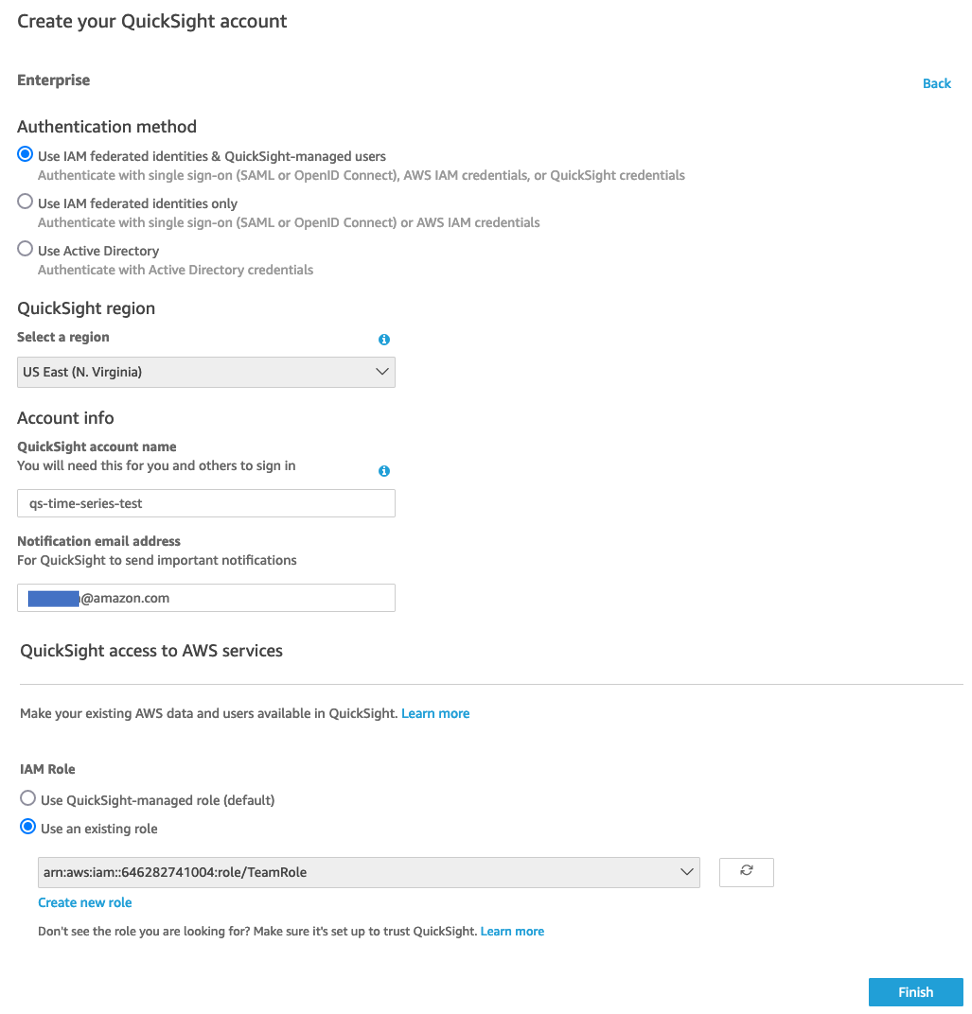 Create your QuickSight account
Enterprise
Back
Authentication method
Use IAM federated identities & QuickSight-managed users
Authenticate with single sign-on (SAML or OpenID Connect), AWS IAM credentials, or QuickSight credentials
Use IAM federated identities only
Authenticate with single sign-on (SAML or OpenID Connect) or AWS IAM credentials
Use Active Directory
Authenticate with Active Directory credentials
QuickSight region
Select a region
US East (N. Virginia)
Account info
QuickSight account name
You will need this for you and others to sign in
qs-time-series-test
Notification email address
For QuickSight to send important notifications
@amazon.com
QuickSight access to AWS services
Make your existing AWS data and users available in QuickSight. Learn more
IAM Role
Use QuickSight-managed role (default)
Use an existing role
arn:aws:iam::646282741004:role/TeamRole
Create new role
Don't see the role you are looking for? Make sure it's set up to trust QuickSight. Learn more
Finish